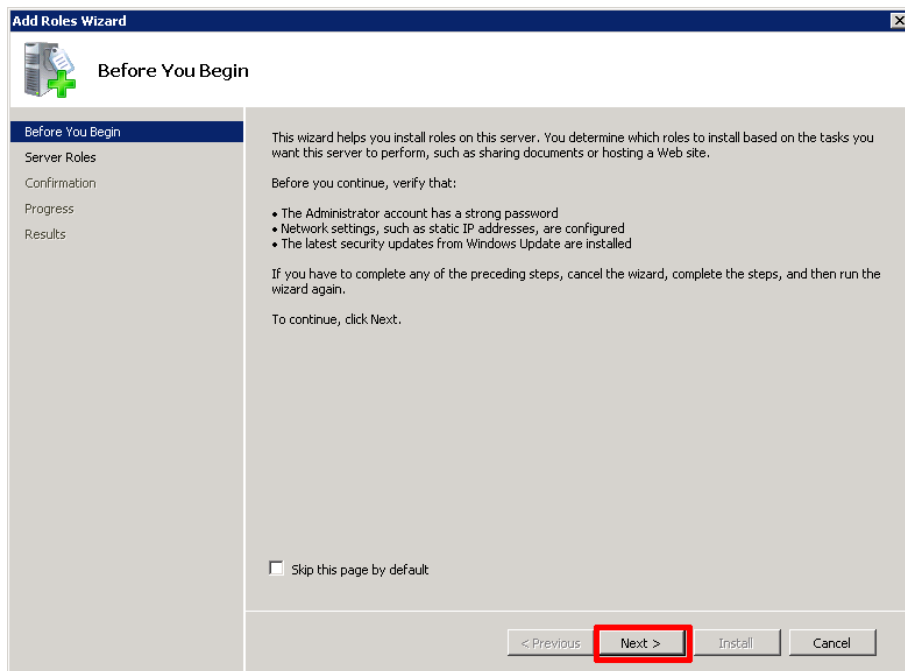 Add Roles Wizard
Before You Begin
Before You Begin
Server Roles
Confirmation
Progress
Results
This wizard helps you install roles on this server. You determine which roles to install based on the tasks you
want this server to perform, such as sharing documents or hosting a Web site.
Before you continue, verify that:
• The Administrator account has a strong password
• Network settings, such as static IP addresses, are configured
• The latest security updates from Windows Update are installed
If you have to complete any of the preceding steps, cancel the wizard, complete the steps, and then run the
wizard again.
To continue, click Next.
Skip this page by default
< Previous Next > Install Cancel